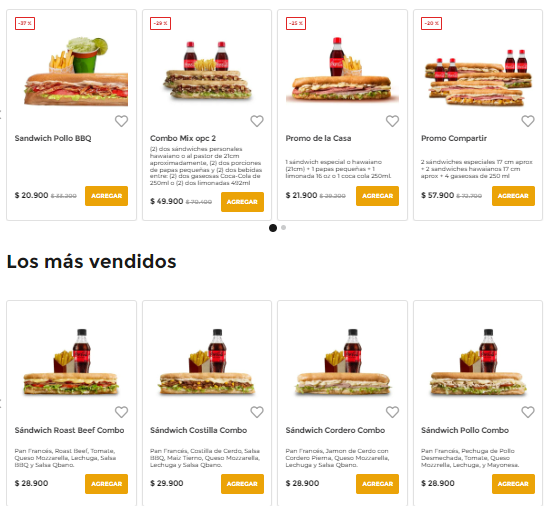 -37 %
-29 %
-25 %
-20 %
Sandwich Pollo BBQ
$ 20.900 $ 33.200
AGREGAR
Combo Mix opc 2
(2) dos sándwiches personales
hawaiano o al pastor de 21cm
aproximadamente, (2) dos porciones
de papas pequeñas y (2) dos bebidas
entre: (2) dos gaseosas Coca-Cola de
250ml o (2) dos limonadas 492ml
$ 49.900 $ 70.400
AGREGAR
Promo de la Casa
1 sándwich especial o hawaiano
(21cm) + 1 papas pequeñas + 1
limonada 16 oz o 1 coca cola 250ml.
$ 21.900
AGREGAR
Promo Compartir
2 sándwiches especiales 17 cm aprox
+ 2 sandwiches hawaianos 17 cm
aprox + 4 gaseosas de 250 ml
$ 57.900 $ 72.700
AGREGAR
Los más vendidos
Sándwich Roast Beef Combo
Pan Francés, Roast Beef, Tomate,
Queso Mozzarella, Lechuga, Salsa
BBQ y Salsa Qbano.
$ 28.900
AGREGAR
Sándwich Costilla Combo
Pan Francés, Costilla de Cerdo, Salsa
BBQ, Maíz Tierno, Queso Mozzarella,
Lechuga y Salsa Qbano.
$ 29.900
AGREGAR
Sándwich Cordero Combo
Pan Francés, Jamon de Cerdo con
Cordero Pierna, Queso Mozzarella,
Lechuga y Salsa Qbano.
$ 28.900
AGREGAR
Sándwich Pollo Combo
Pan Francés, Pechuga de Pollo
Desmechada, Tomate, Queso
Mozzrella, Lechuga, y Mayonesa.
$ 28.900
AGREGAR